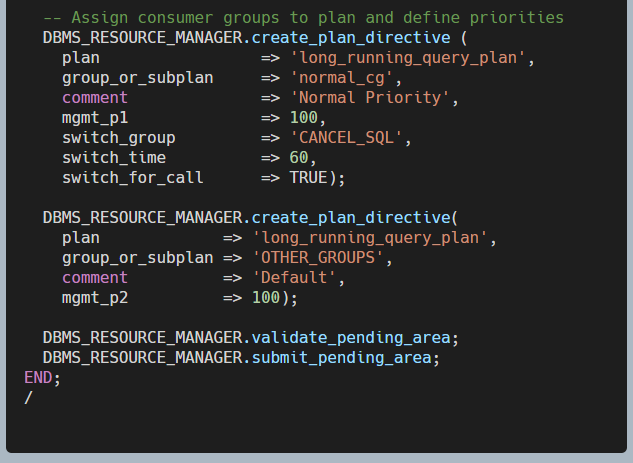 -- Assign consumer groups to plan and define priorities
DBMS_RESOURCE_MANAGER.create_plan_directive (
plan => 'long_running_query_plan',
group_or_subplan => 'normal_cg',
comment => 'Normal Priority',
mgmt_p1 => 100,
switch_group => 'CANCEL_SQL',
switch_time => 60,
switch_for_call => TRUE);
DBMS_RESOURCE_MANAGER.create_plan_directive(
plan => 'long_running_query_plan',
group_or_subplan => 'OTHER_GROUPS',
comment => 'Default',
mgmt_p2 => 100);
DBMS_RESOURCE_MANAGER.validate_pending_area;
DBMS_RESOURCE_MANAGER.submit_pending_area;
END;
/